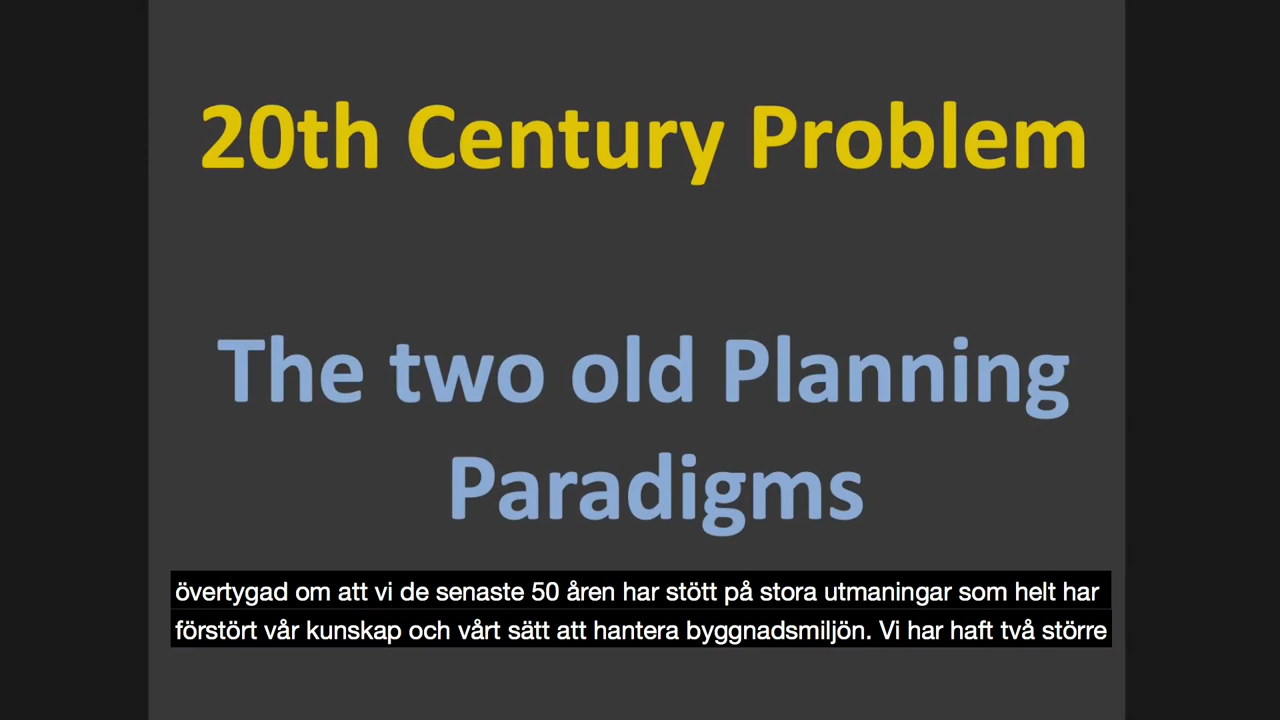 20th Century Problem
The two old Planning
Paradigms
övertygad om att vi de senaste 50 åren har stött på stora utmaningar som helt har
förstört vår kunskap och vårt sätt att hantera byggnadsmiljön. Vi har haft två större